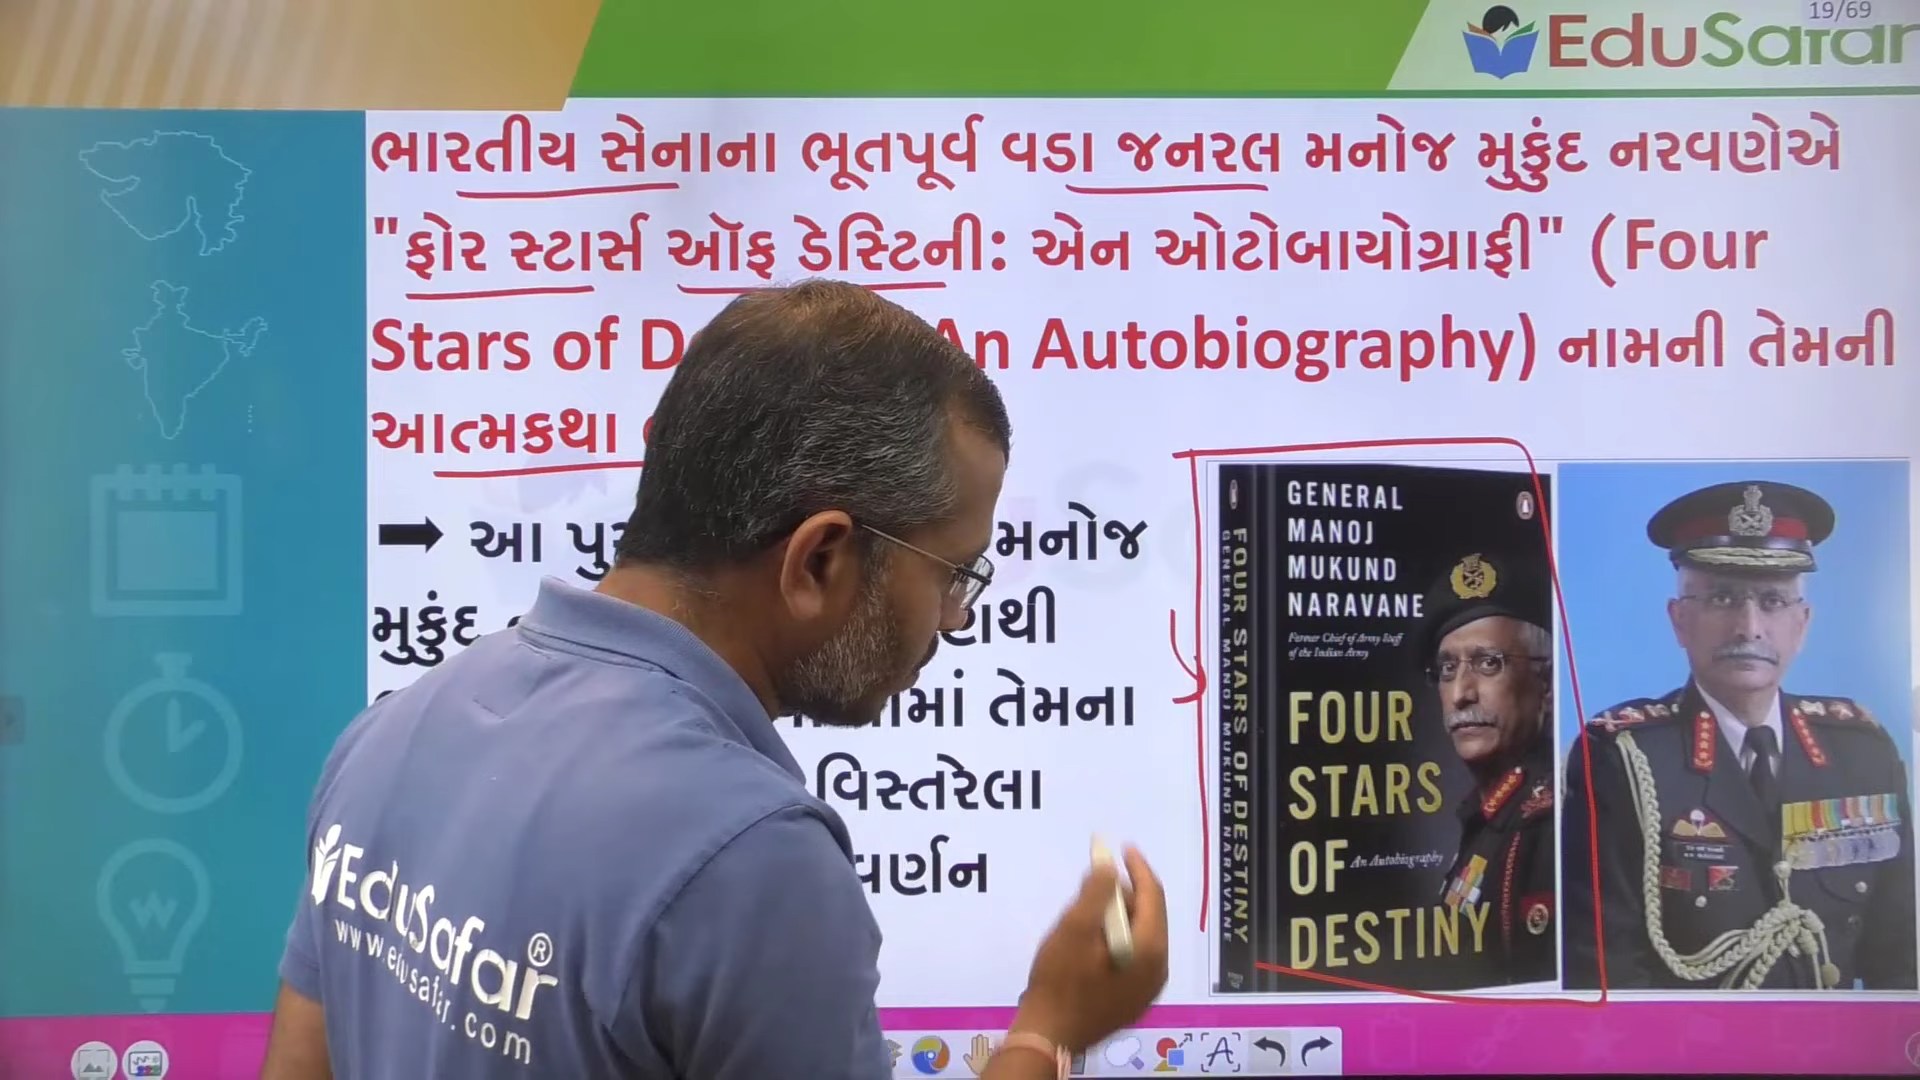 19/69
EduSafar
ભારતીય સેનાના ભૂતપૂર્વ વડા જનરલ મનોજ મુકુંદ નરવણેએ
"ફોર સ્ટાર્સ ઑફ ડેસ્ટિની: એન ઓટોબાયોગ્રાફી" (Four
Stars of An Autobiography) નામની તેમની
આત્મકથા
➡ આ મનોજ
મુકુંદ
તેમના
વિસ્તરેલા
વર્ણન
GENERAL
MANOJ
MUKUND
NARAVANE
Former Chief of Army Staff
of the Indian Army
FOUR
STARS
OF
An Autobiography
DESTINY
FOUR STARS OF DESTINY
GENERAL MANOJ MUKUND NARAVANE
EduSafar®
www.edusafar.com